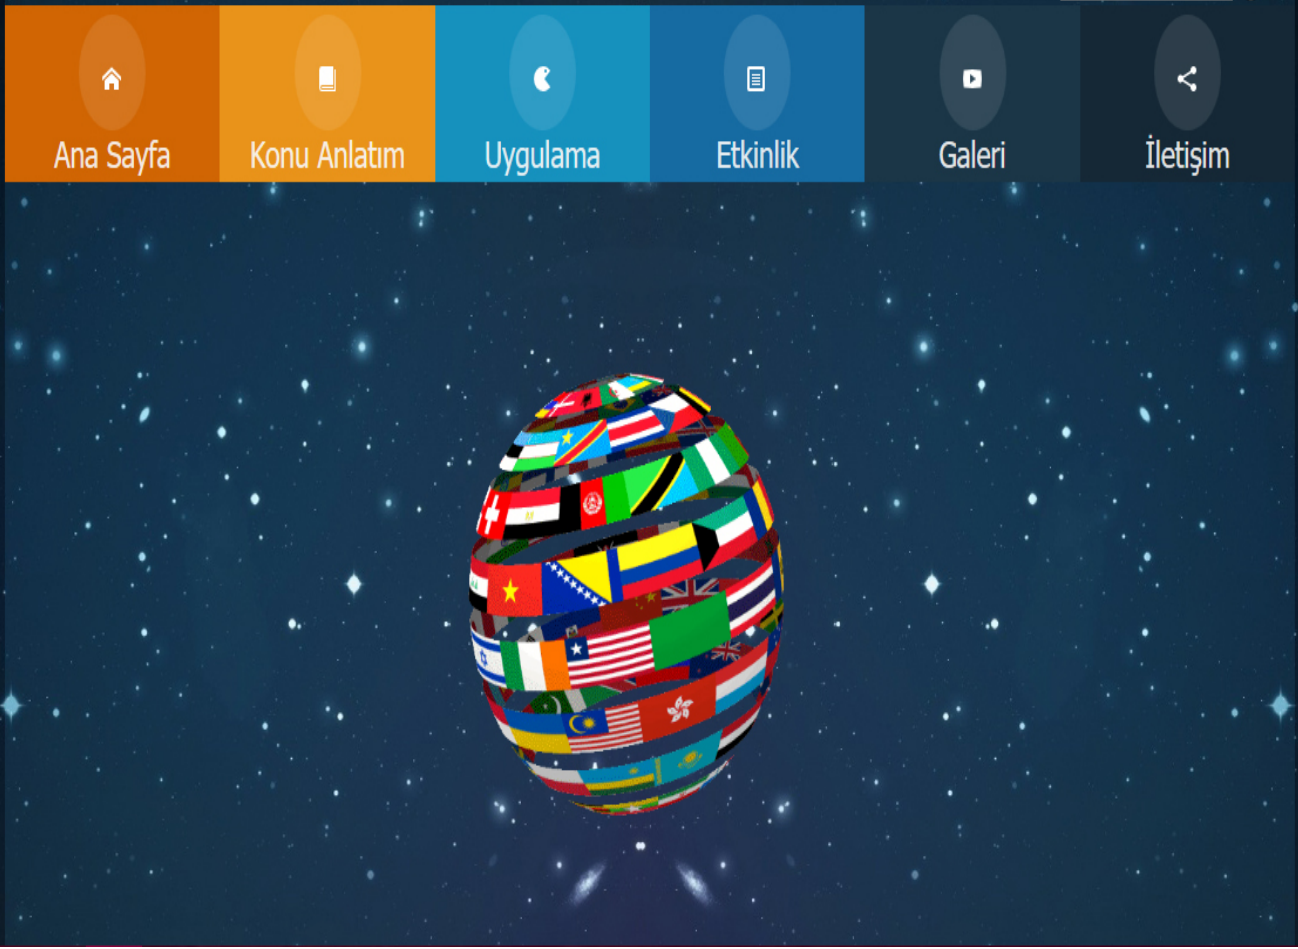 Ana Sayfa
Konu Anlatım
Uygulama
Etkinlik
Galeri
İletişim